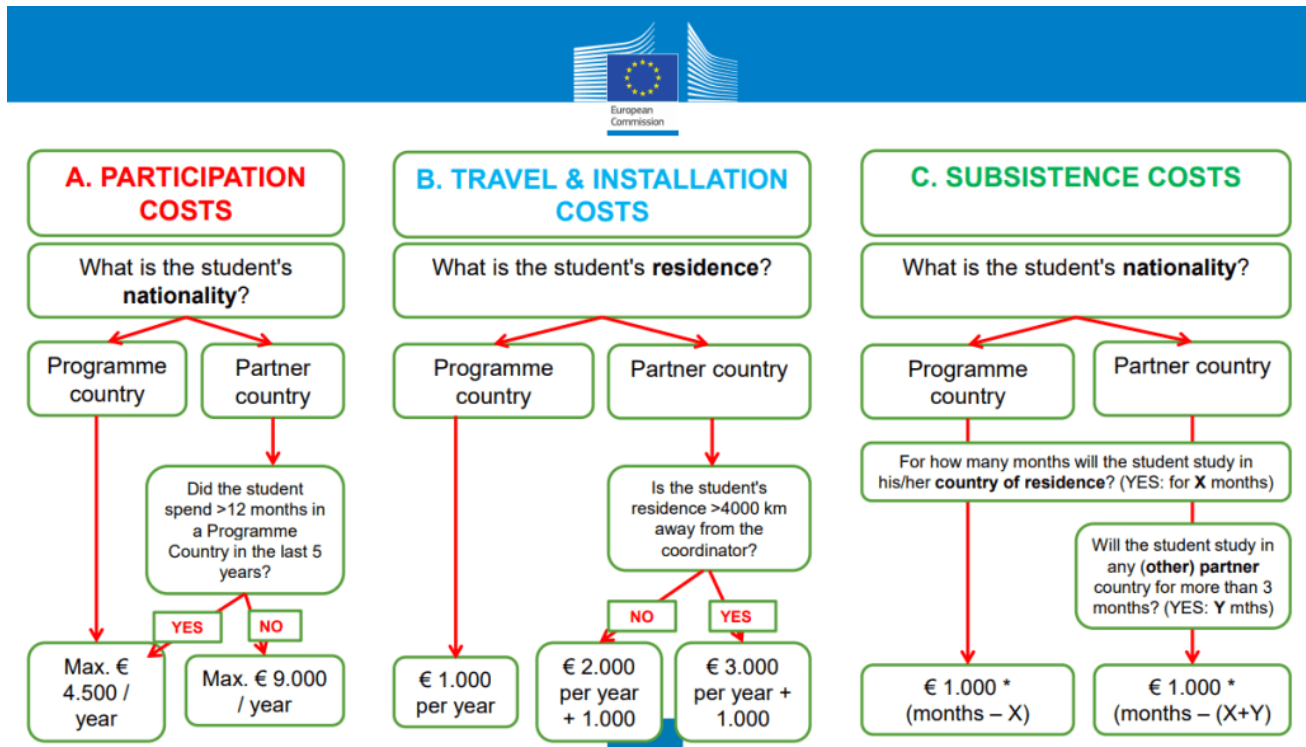 European
Commission
A. PARTICIPATION
COSTS
What is the student's
nationality?
Programme
country
Partner
country
Did the student
spend >12 months in
a Programme
Country in the last 5
years?
YES
NO
Max. €
4.500 /
year
Max. € 9.000
/ year
B. TRAVEL & INSTALLATION
COSTS
What is the student's residence?
Programme
country
Partner country
Is the student's
residence >4000 km
away from the
coordinator?
NO
YES
€ 1.000
per year
€ 2.000
per year
+ 1.000
€ 3.000
per year +
1.000
C. SUBSISTENCE COSTS
What is the student's nationality?
Programme
country
Partner country
For how many months will the student study in
his/her country of residence? (YES: for X months)
Will the student study in
any (other) partner
country for more than 3
months? (YES: Y mths)
€ 1.000 *
(months – X)
€ 1.000 *
(months – (X+Y)